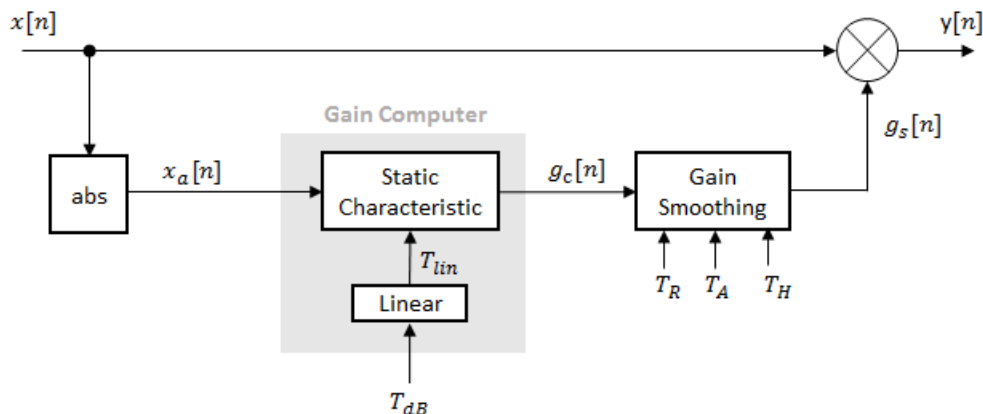 x[n]
y[n]
Gain Computer
g_s[n]
abs
x_a[n]
Static
Characteristic
g_c[n]
Gain
Smoothing
T_lin
Linear
T_R
T_A
T_H
T_dB